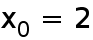 x₀ = 2